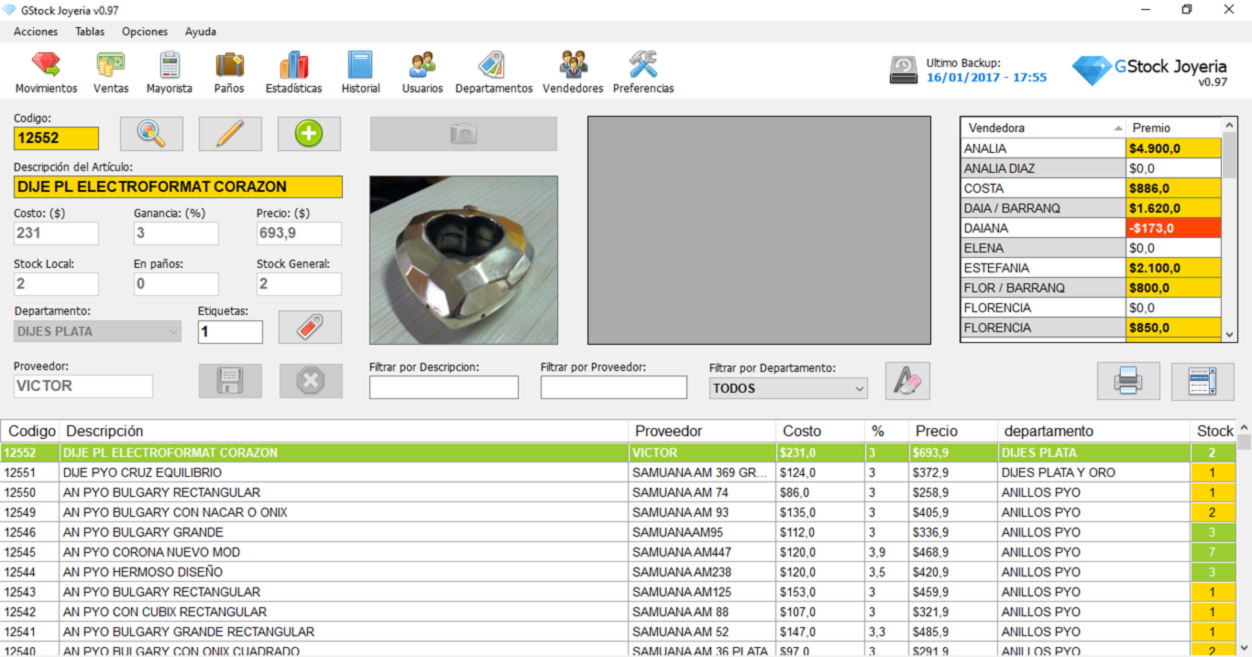 GStock Joyeria v0.97
Acciones Tablas Opciones Ayuda
Movimientos Ventas Mayorista Paños Estadísticas Historial Usuarios Departamentos Vendedores Preferencias
Ultimo Backup:
16/01/2017 - 17:55
GStock Joyeria
v0.97
Codigo:
12552
Descripción del Artículo:
DIJE PL ELECTROFORMAT CORAZON
Costo: ($) Ganancia: (%) Precio: ($)
231 3 693,9
Stock Local: En paños: Stock General:
2 0 2
Departamento: Etiquetas:
DIJES PLATA 1
Proveedor:
VICTOR
Filtrar por Descripcion: Filtrar por Proveedor: Filtrar por Departamento:
TODOS
Vendedora Premio
ANALIA $4.900,0
ANALIA DIAZ $0,0
COSTA $886,0
DAIA / BARRANQ $1.620,0
DAIANA -$173,0
ELENA $0,0
ESTEFANIA $2.100,0
FLOR / BARRANQ $800,0
FLORENCIA $0,0
FLORENCIA $850,0
Codigo Descripción Proveedor Costo % Precio departamento Stock
12552 DIJE PL ELECTROFORMAT CORAZON VICTOR $231,0 3 $693,9 DIJES PLATA 2
12551 DIJE PYO CRUZ EQUILIBRIO SAMUANA AM 369 GR... $124,0 3 $372,9 DIJES PLATA Y ORO 1
12550 AN PYO BULGARY RECTANGULAR SAMUANA AM 74 $86,0 3 $258,9 ANILLOS PYO 1
12549 AN PYO BULGARY CON NACAR O ONIX SAMUANA AM 93 $135,0 3 $405,9 ANILLOS PYO 2
12546 AN PYO BULGARY GRANDE SAMUANAAM95 $112,0 3 $336,9 ANILLOS PYO 3
12545 AN PYO CORONA NUEVO MOD SAMUANA AM447 $120,0 3,9 $468,9 ANILLOS PYO 7
12544 AN PYO HERMOSO DISEÑO SAMUANA AM238 $120,0 3,5 $420,9 ANILLOS PYO 3
12543 AN PYO BULGARY RECTANGULAR SAMUANA AM125 $153,0 3 $459,9 ANILLOS PYO 1
12542 AN PYO CON CUBIX RECTANGULAR SAMUANA AM 88 $107,0 3 $321,9 ANILLOS PYO 1
12541 AN PYO BULGARY GRANDE RECTANGULAR SAMUANA AM 52 $147,0 3,3 $485,9 ANILLOS PYO 1
12540 AN PYO BULGARY CON ONIX CUADRADO SAMUANA AM 36 PLATA $97,0 3 $291,9 ANILLOS PYO 2